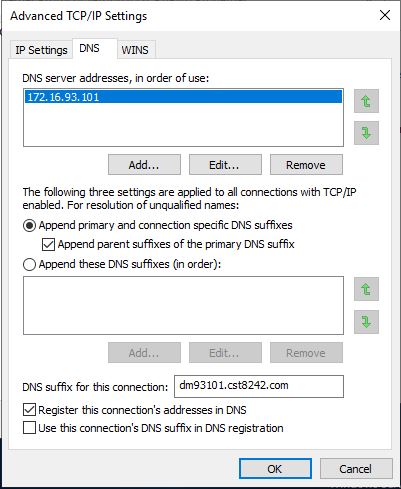 Advanced TCP/IP Settings
IP Settings DNS WINS
DNS server addresses, in order of use:
172.16.93.101
Add... Edit... Remove
The following three settings are applied to all connections with TCP/IP
enabled. For resolution of unqualified names:
Append primary and connection specific DNS suffixes
Append parent suffixes of the primary DNS suffix
Append these DNS suffixes (in order):
Add... Edit... Remove
DNS suffix for this connection: dm93101.cst8242.com
Register this connection's addresses in DNS
Use this connection's DNS suffix in DNS registration
OK Cancel